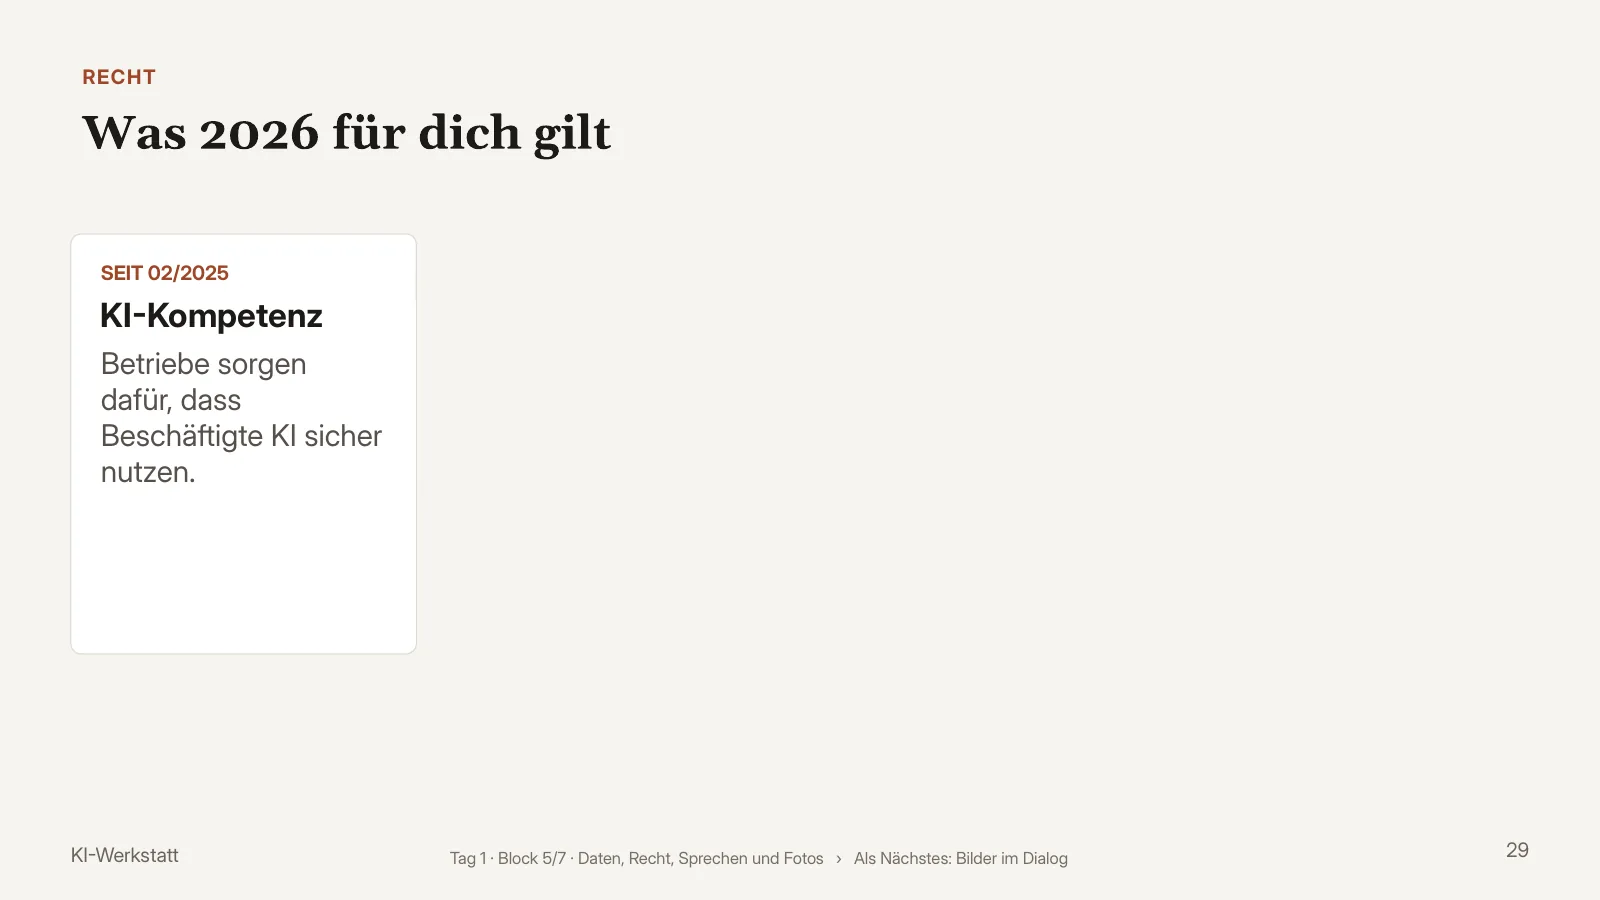 RECHT
Was 2026 für dich gilt
SEIT 02/2025
KI-Kompetenz
Betriebe sorgen
dafür, dass
Beschäftigte KI sicher
nutzen.
KI-Werkstatt
Tag 1 · Block 5/7 · Daten, Recht, Sprechen und Fotos › Als Nächstes: Bilder im Dialog
29